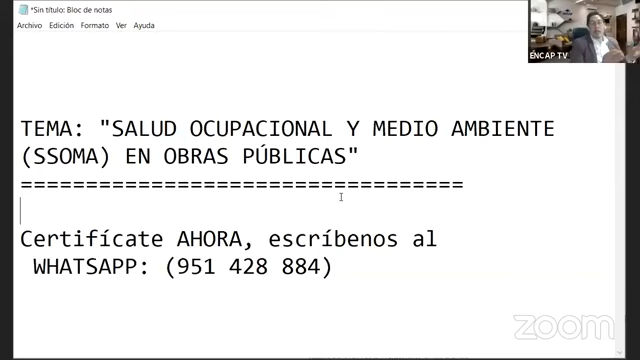 *Sin título: Bloc de notas
Archivo Edición Formato Ver Ayuda
ENCAP TV
TEMA: "SALUD OCUPACIONAL Y MEDIO AMBIENTE
(SSOMA) EN OBRAS PÚBLICAS"
==================================
Certifícate AHORA, escríbenos al
WHATSAPP: (951 428 884)
zoom